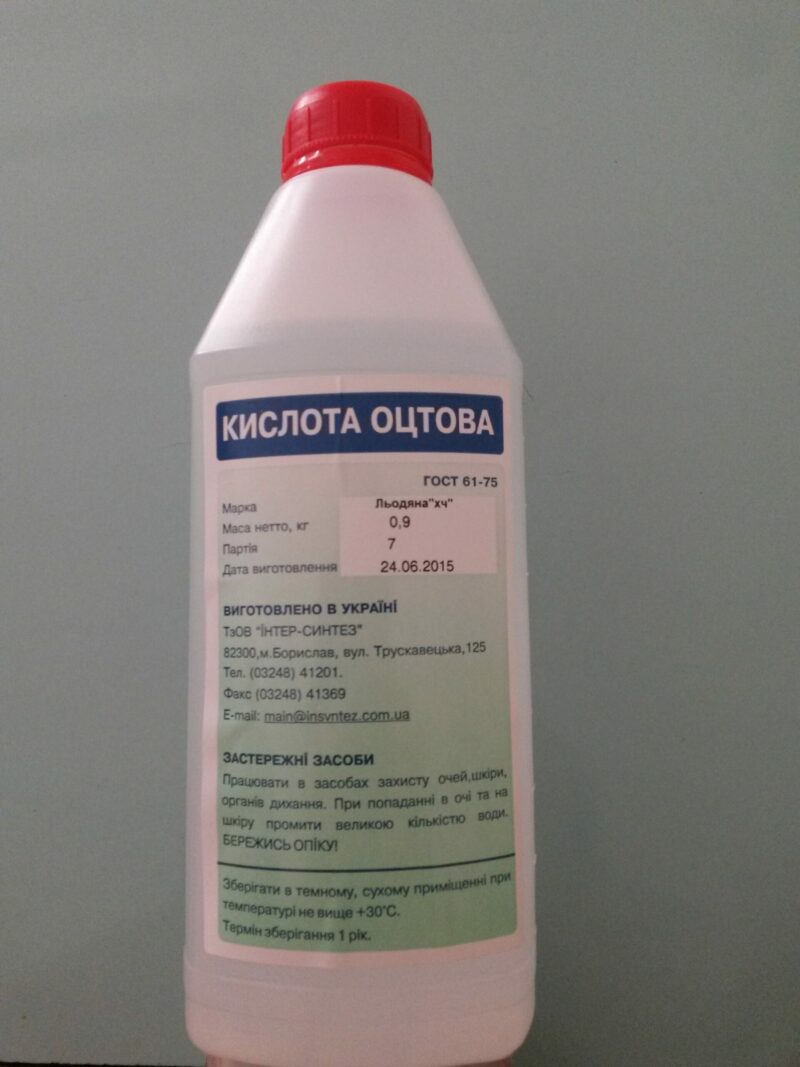 КИСЛОТА ОЦТОВА
ГОСТ 61-75
Марка Льодяна"хч"
Маса нетто, кг 0,9
Партія 7
Дата виготовлення 24.06.2015
ВИГОТОВЛЕНО В УКРАЇНІ
ТзОВ "ІНТЕР-СИНТЕЗ"
82300,м.Борислав, вул. Трускавецька,125
Тел. (03248) 41201.
Факс (03248) 41369
E-mail: main@insyntez.com.ua
ЗАСТЕРЕЖНІ ЗАСОБИ
Працювати в засобах захисту очей,шкіри,
органів дихання. При попаданні в очі та на
шкіру промити великою кількістю води.
БЕРЕЖИСЬ ОПІКУ!
Зберігати в темному, сухому приміщенні при
температурі не вище +30°С.
Термін зберігання 1 рік.